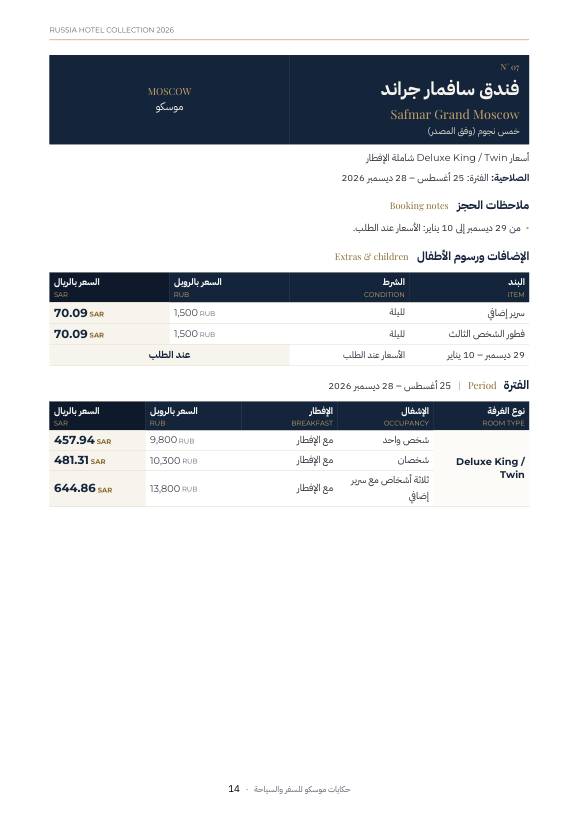 RUSSIA HOTEL COLLECTION 2026
N° 07
فندق سافمار جراند
Safmar Grand Moscow
خمس نجوم (وفق المصدر)
MOSCOW
موسكو
أسعار Deluxe King / Twin شاملة الإفطار
الصلاحية: الفترة: 25 أغسطس – 28 ديسمبر 2026
ملاحظات الحجز Booking notes
• من 29 ديسمبر إلى 10 يناير: الأسعار عند الطلب.
الإضافات ورسوم الأطفال Extras & children
البند الشرط السعر بالروبل السعر بالريال
ITEM CONDITION RUB SAR
سرير إضافي لليلة 1,500 RUB 70.09 SAR
فطور الشخص الثالث لليلة 1,500 RUB 70.09 SAR
29 ديسمبر – 10 يناير الأسعار عند الطلب عند الطلب
الفترة Period | 25 أغسطس – 28 ديسمبر 2026
نوع الغرفة الإشغال الإفطار السعر بالروبل السعر بالريال
ROOM TYPE OCCUPANCY BREAKFAST RUB SAR
Deluxe King / Twin شخص واحد مع الإفطار 9,800 RUB 457.94 SAR
شخصان مع الإفطار 10,300 RUB 481.31 SAR
ثلاثة أشخاص مع سرير إضافي مع الإفطار 13,800 RUB 644.86 SAR
حكايات موسكو للسفر والسياحة · 14